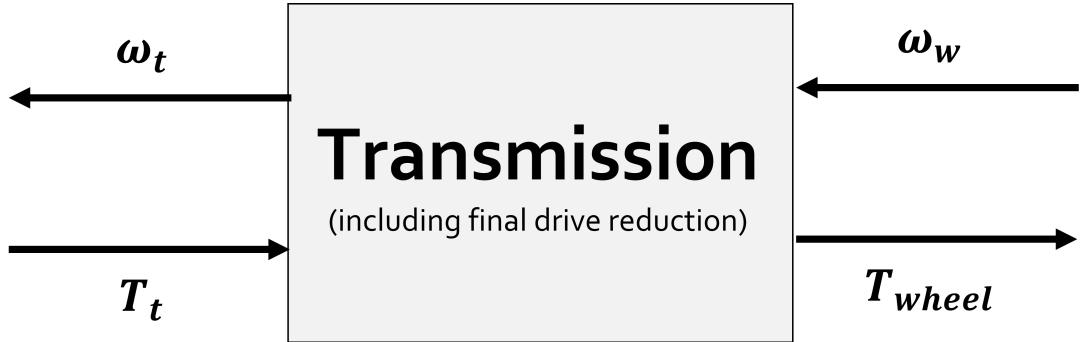 ω_t
ω_w
Transmission
(including final drive reduction)
T_t
T_wheel